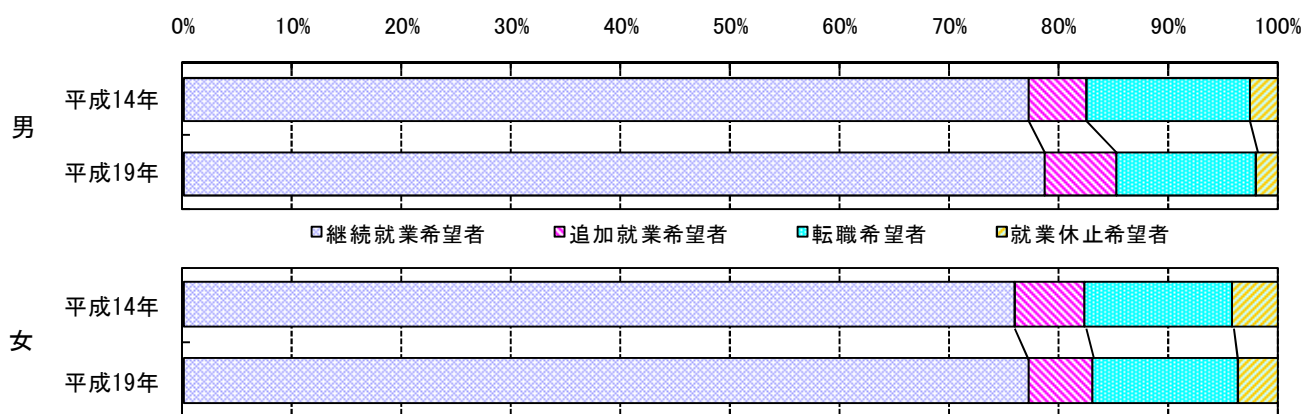 0% 10% 20% 30% 40% 50% 60% 70% 80% 90% 100%
男
平成14年
平成19年
継続就業希望者 追加就業希望者 転職希望者 就業休止希望者
女
平成14年
平成19年